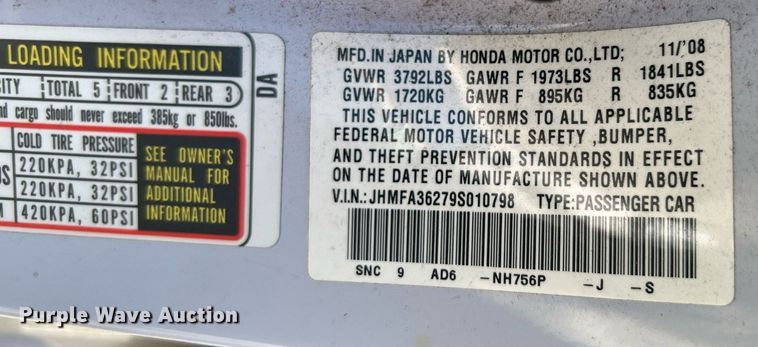 LOADING INFORMATION
CITY TOTAL 5 FRONT 2 REAR 3
cargo should never exceed 385kg or 850lbs.
COLD TIRE PRESSURE
220KPA, 32PSI
220KPA, 32PSI
420KPA, 60PSI
SEE OWNER'S
MANUAL FOR
ADDITIONAL
INFORMATION
DA
MFD.IN JAPAN BY HONDA MOTOR CO.,LTD; 11/'08
GVWR 3792LBS GAWR F 1973LBS R 1841LBS
GVWR 1720KG GAWR F 895KG R 835KG
THIS VEHICLE CONFORMS TO ALL APPLICABLE
FEDERAL MOTOR VEHICLE SAFETY ,BUMPER,
AND THEFT PREVENTION STANDARDS IN EFFECT
ON THE DATE OF MANUFACTURE SHOWN ABOVE.
V.I.N.:JHMFA36279S010798 TYPE:PASSENGER CAR
SNC 9 AD6 -NH756P -J -S
Purple Wave Auction